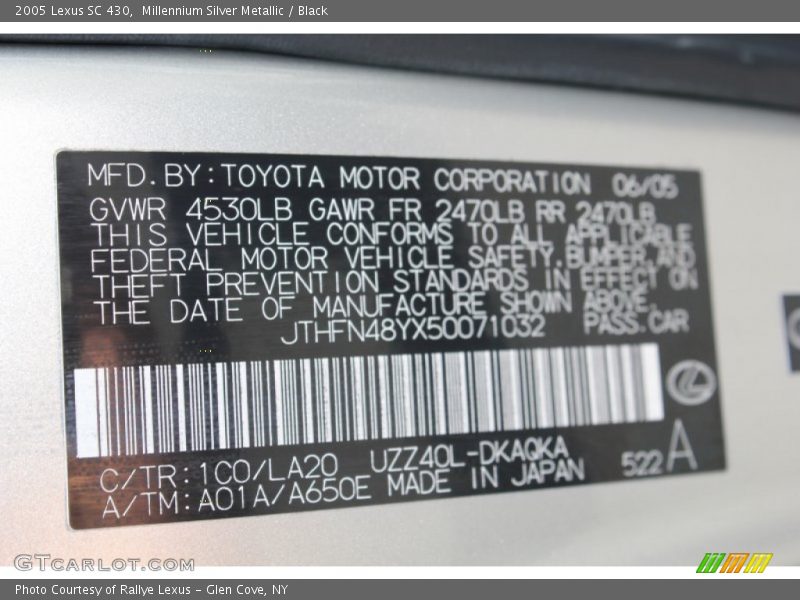 2005 Lexus SC 430, Millennium Silver Metallic / Black
MFD. BY: TOYOTA MOTOR CORPORATION 06/05
GVWR 4530LB GAWR FR 2470LB RR 2470LB
THIS VEHICLE CONFORMS TO ALL APPLICABLE
FEDERAL MOTOR VEHICLE SAFETY, BUMPER, AND
THEFT PREVENTION STANDARDS IN EFFECT ON
THE DATE OF MANUFACTURE SHOWN ABOVE.
JTHFN48YX50071032 PASS. CAR
C/TR: 1C0/LA20 UZZ40L-DKAQKA 522 A
A/TM: A01A/A650E MADE IN JAPAN
GTCarLot.com
Photo Courtesy of Rallye Lexus - Glen Cove, NY